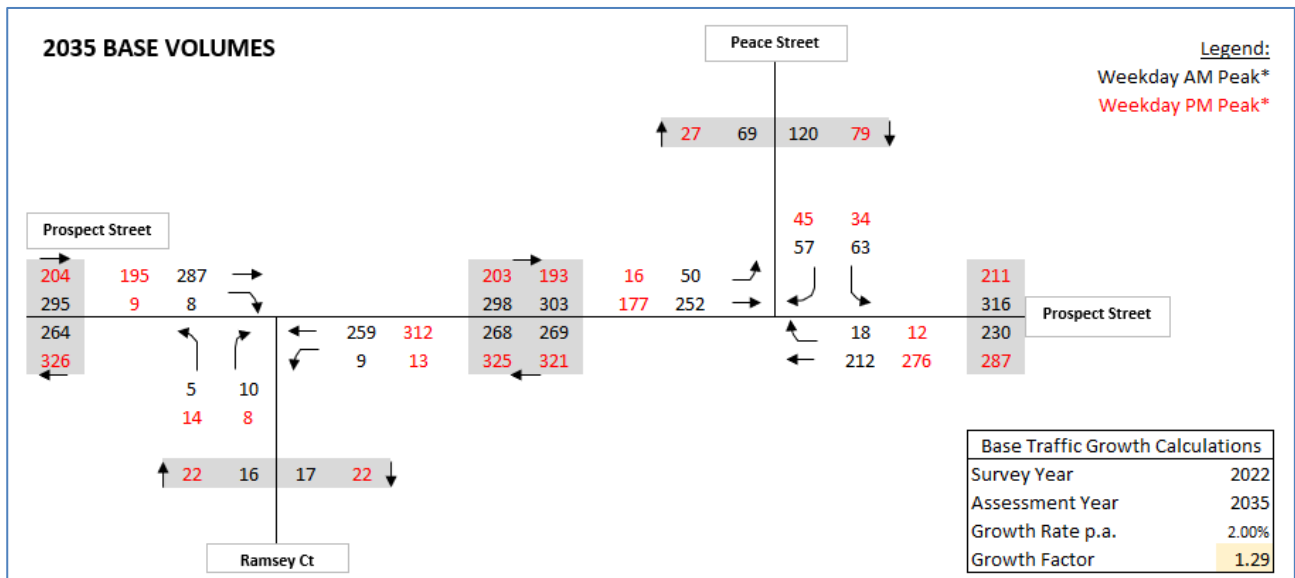 2035 BASE VOLUMES
Peace Street
Legend:
Weekday AM Peak*
Weekday PM Peak*
27 69 120 79
45 34
57 63
Prospect Street
204 195 287 203 193 16 50 211
295 9 8 298 303 177 252 316
Prospect Street
264 259 312 268 269 18 12 230
326 9 13 325 321 212 276 287
5 10
14 8
22 16 17 22
Ramsey Ct
Base Traffic Growth Calculations
Survey Year 2022
Assessment Year 2035
Growth Rate p.a. 2.00%
Growth Factor 1.29